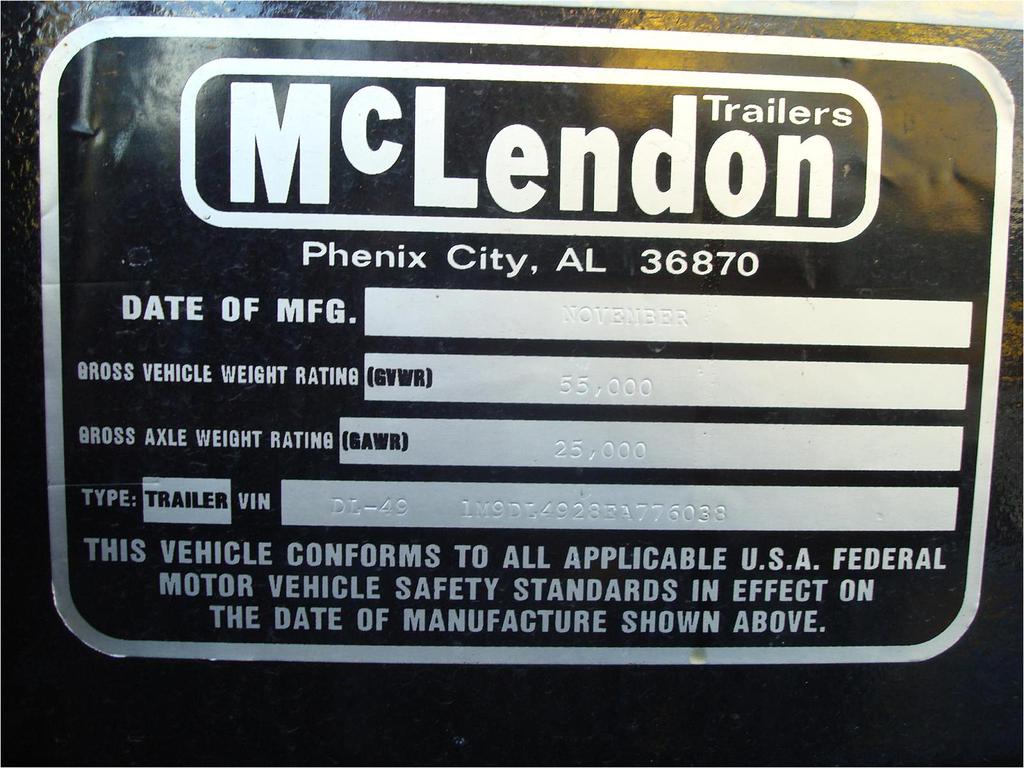 McLendon Trailers
Phenix City, AL 36870
DATE OF MFG. NOVEMBER
GROSS VEHICLE WEIGHT RATING (GVWR) 55,000
GROSS AXLE WEIGHT RATING (GAWR) 25,000
TYPE: TRAILER VIN DL-49 1M9DL4928EA776038
THIS VEHICLE CONFORMS TO ALL APPLICABLE U.S.A. FEDERAL
MOTOR VEHICLE SAFETY STANDARDS IN EFFECT ON
THE DATE OF MANUFACTURE SHOWN ABOVE.